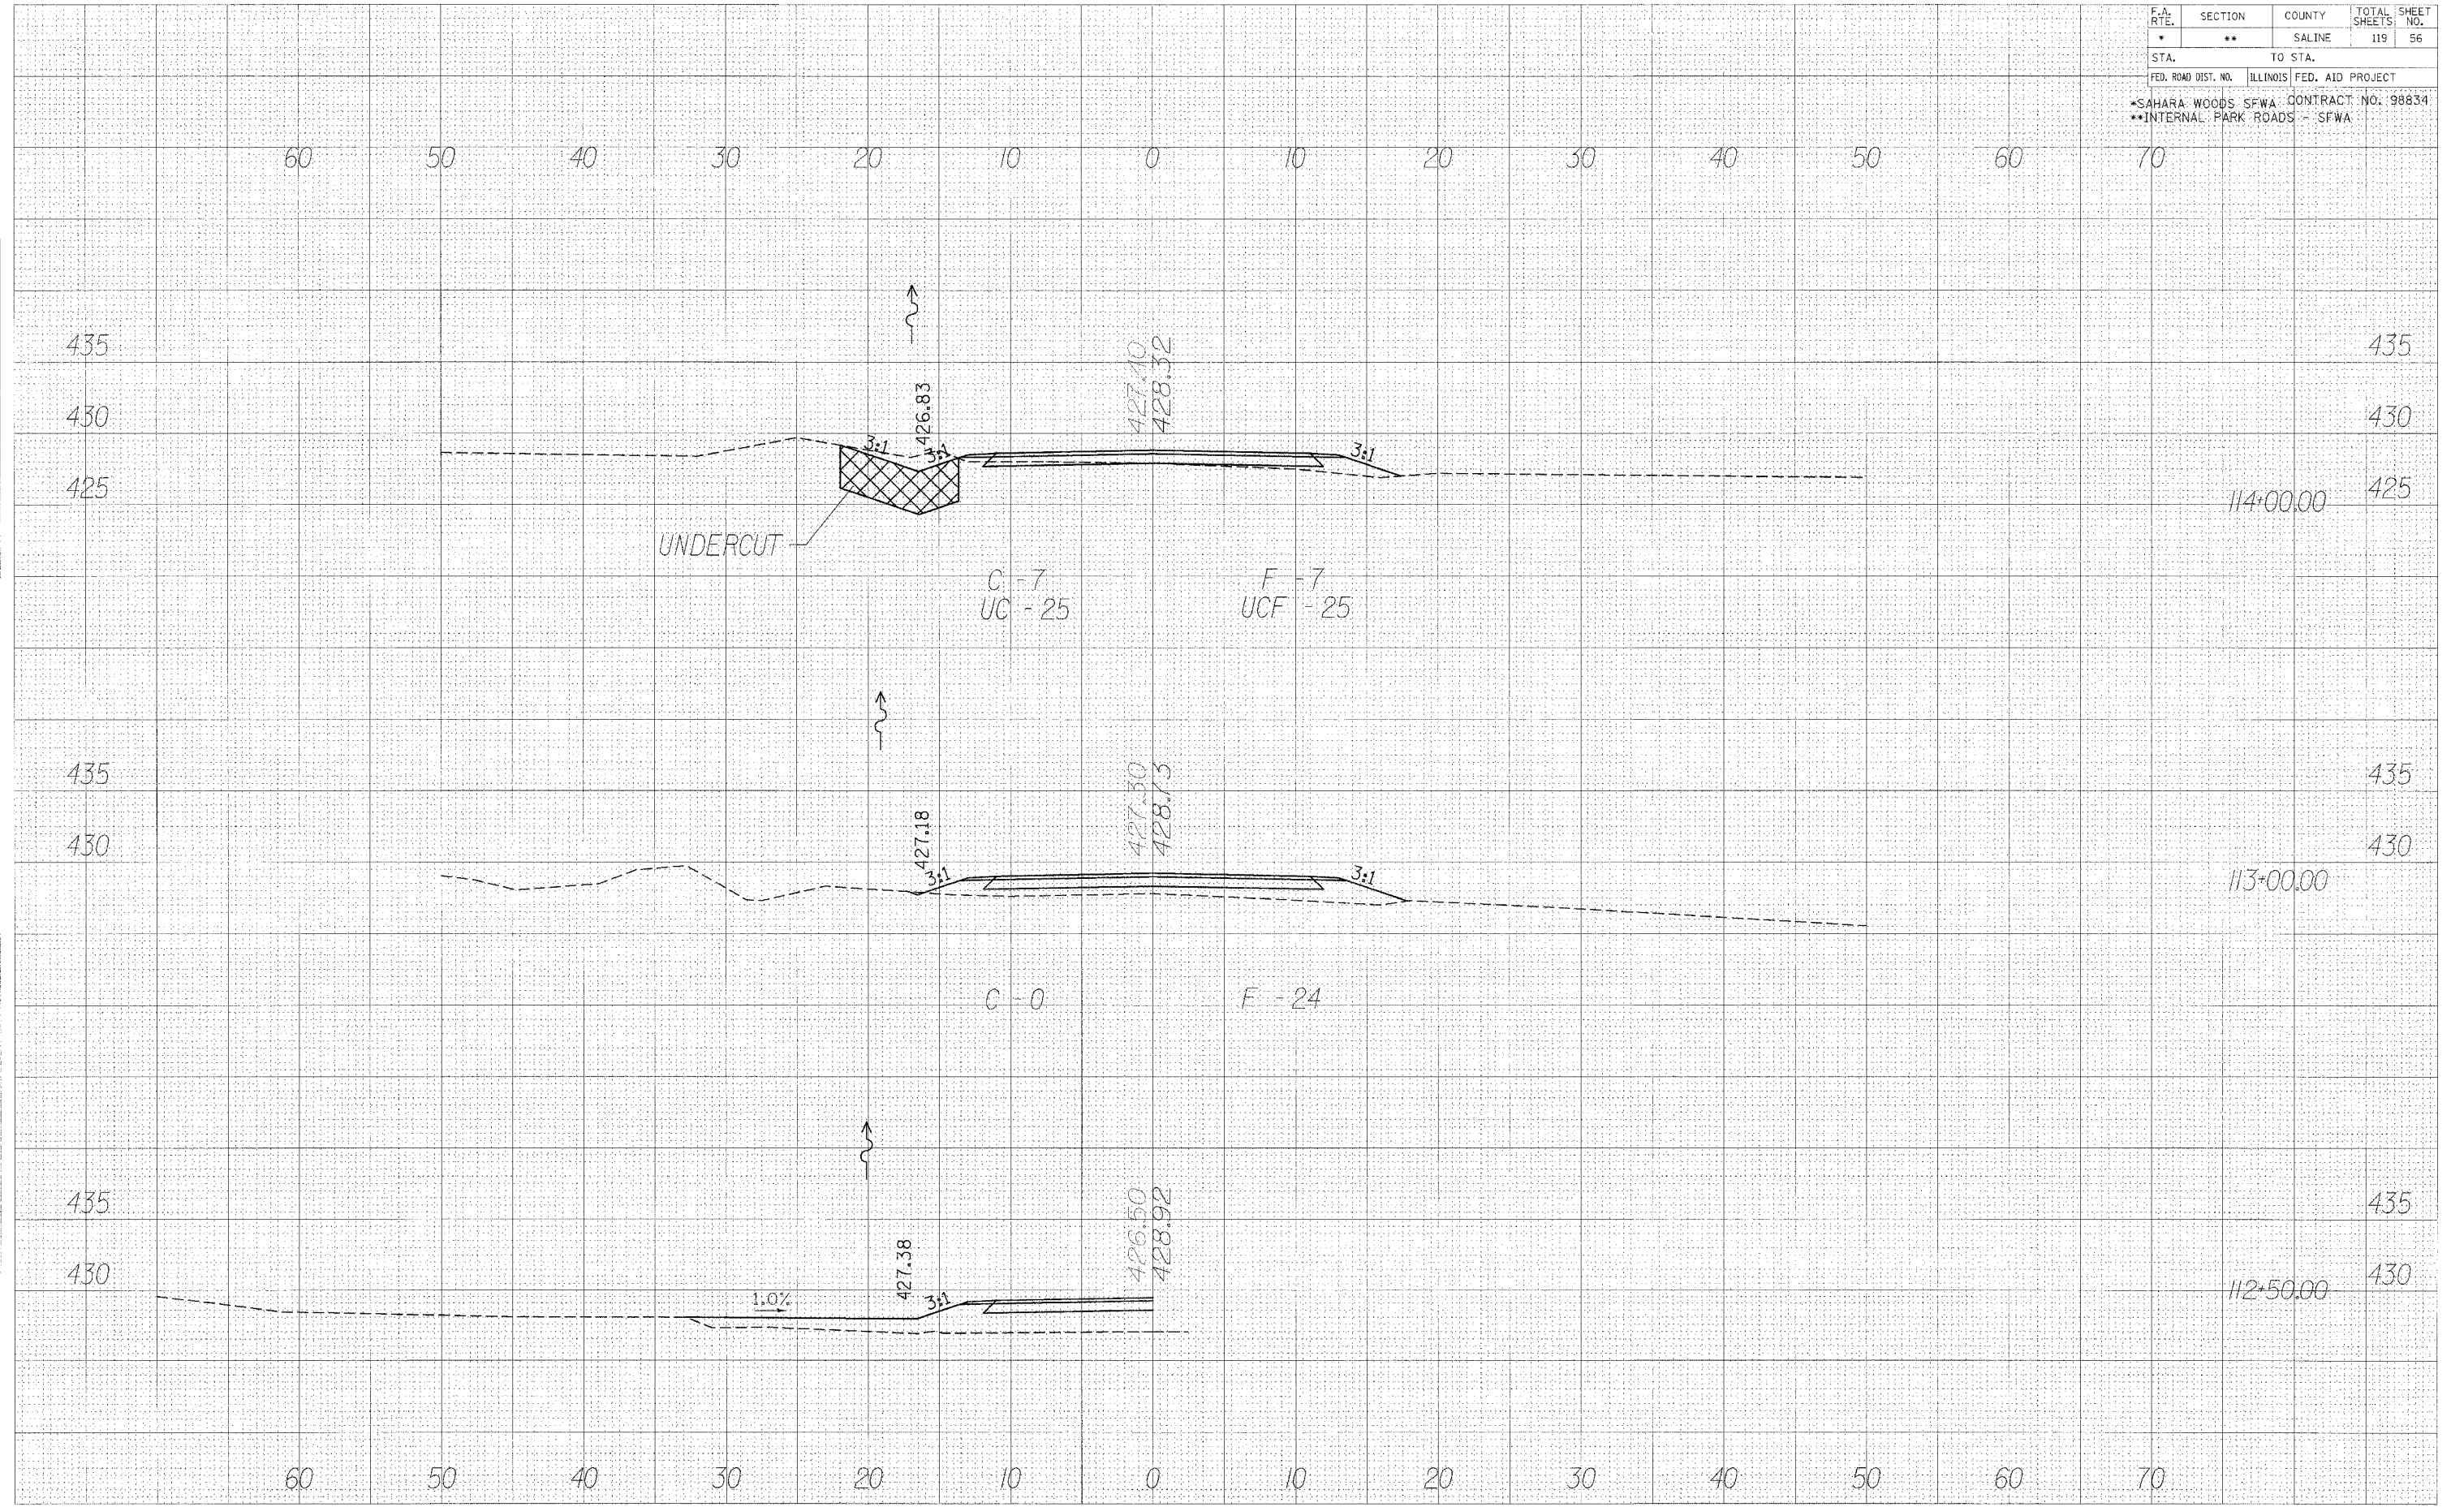 F.A. RTE. SECTION COUNTY TOTAL SHEETS SHEET NO.
* ** SALINE 119 56
STA. TO STA.
FED. ROAD DIST. NO. ILLINOIS FED. AID PROJECT
*SAHARA WOODS SFWA CONTRACT NO. 98834
**INTERNAL PARK ROADS - SFWA
60 50 40 30 20 10 0 10 20 30 40 50 60 70
435 427.40 428.32 435
430 426.83 430
3:1 3:1 3:1
425 114+00.00 425
UNDERCUT
C - 7 F - 7
UC - 25 UCF - 25
435 427.30 428.73 435
430 427.18 430
3:1 3:1 113+00.00
C - 0 F - 24
435 426.50 428.92 435
430 427.38 430
1.0% 3:1 112+50.00
60 50 40 30 20 10 0 10 20 30 40 50 60 70